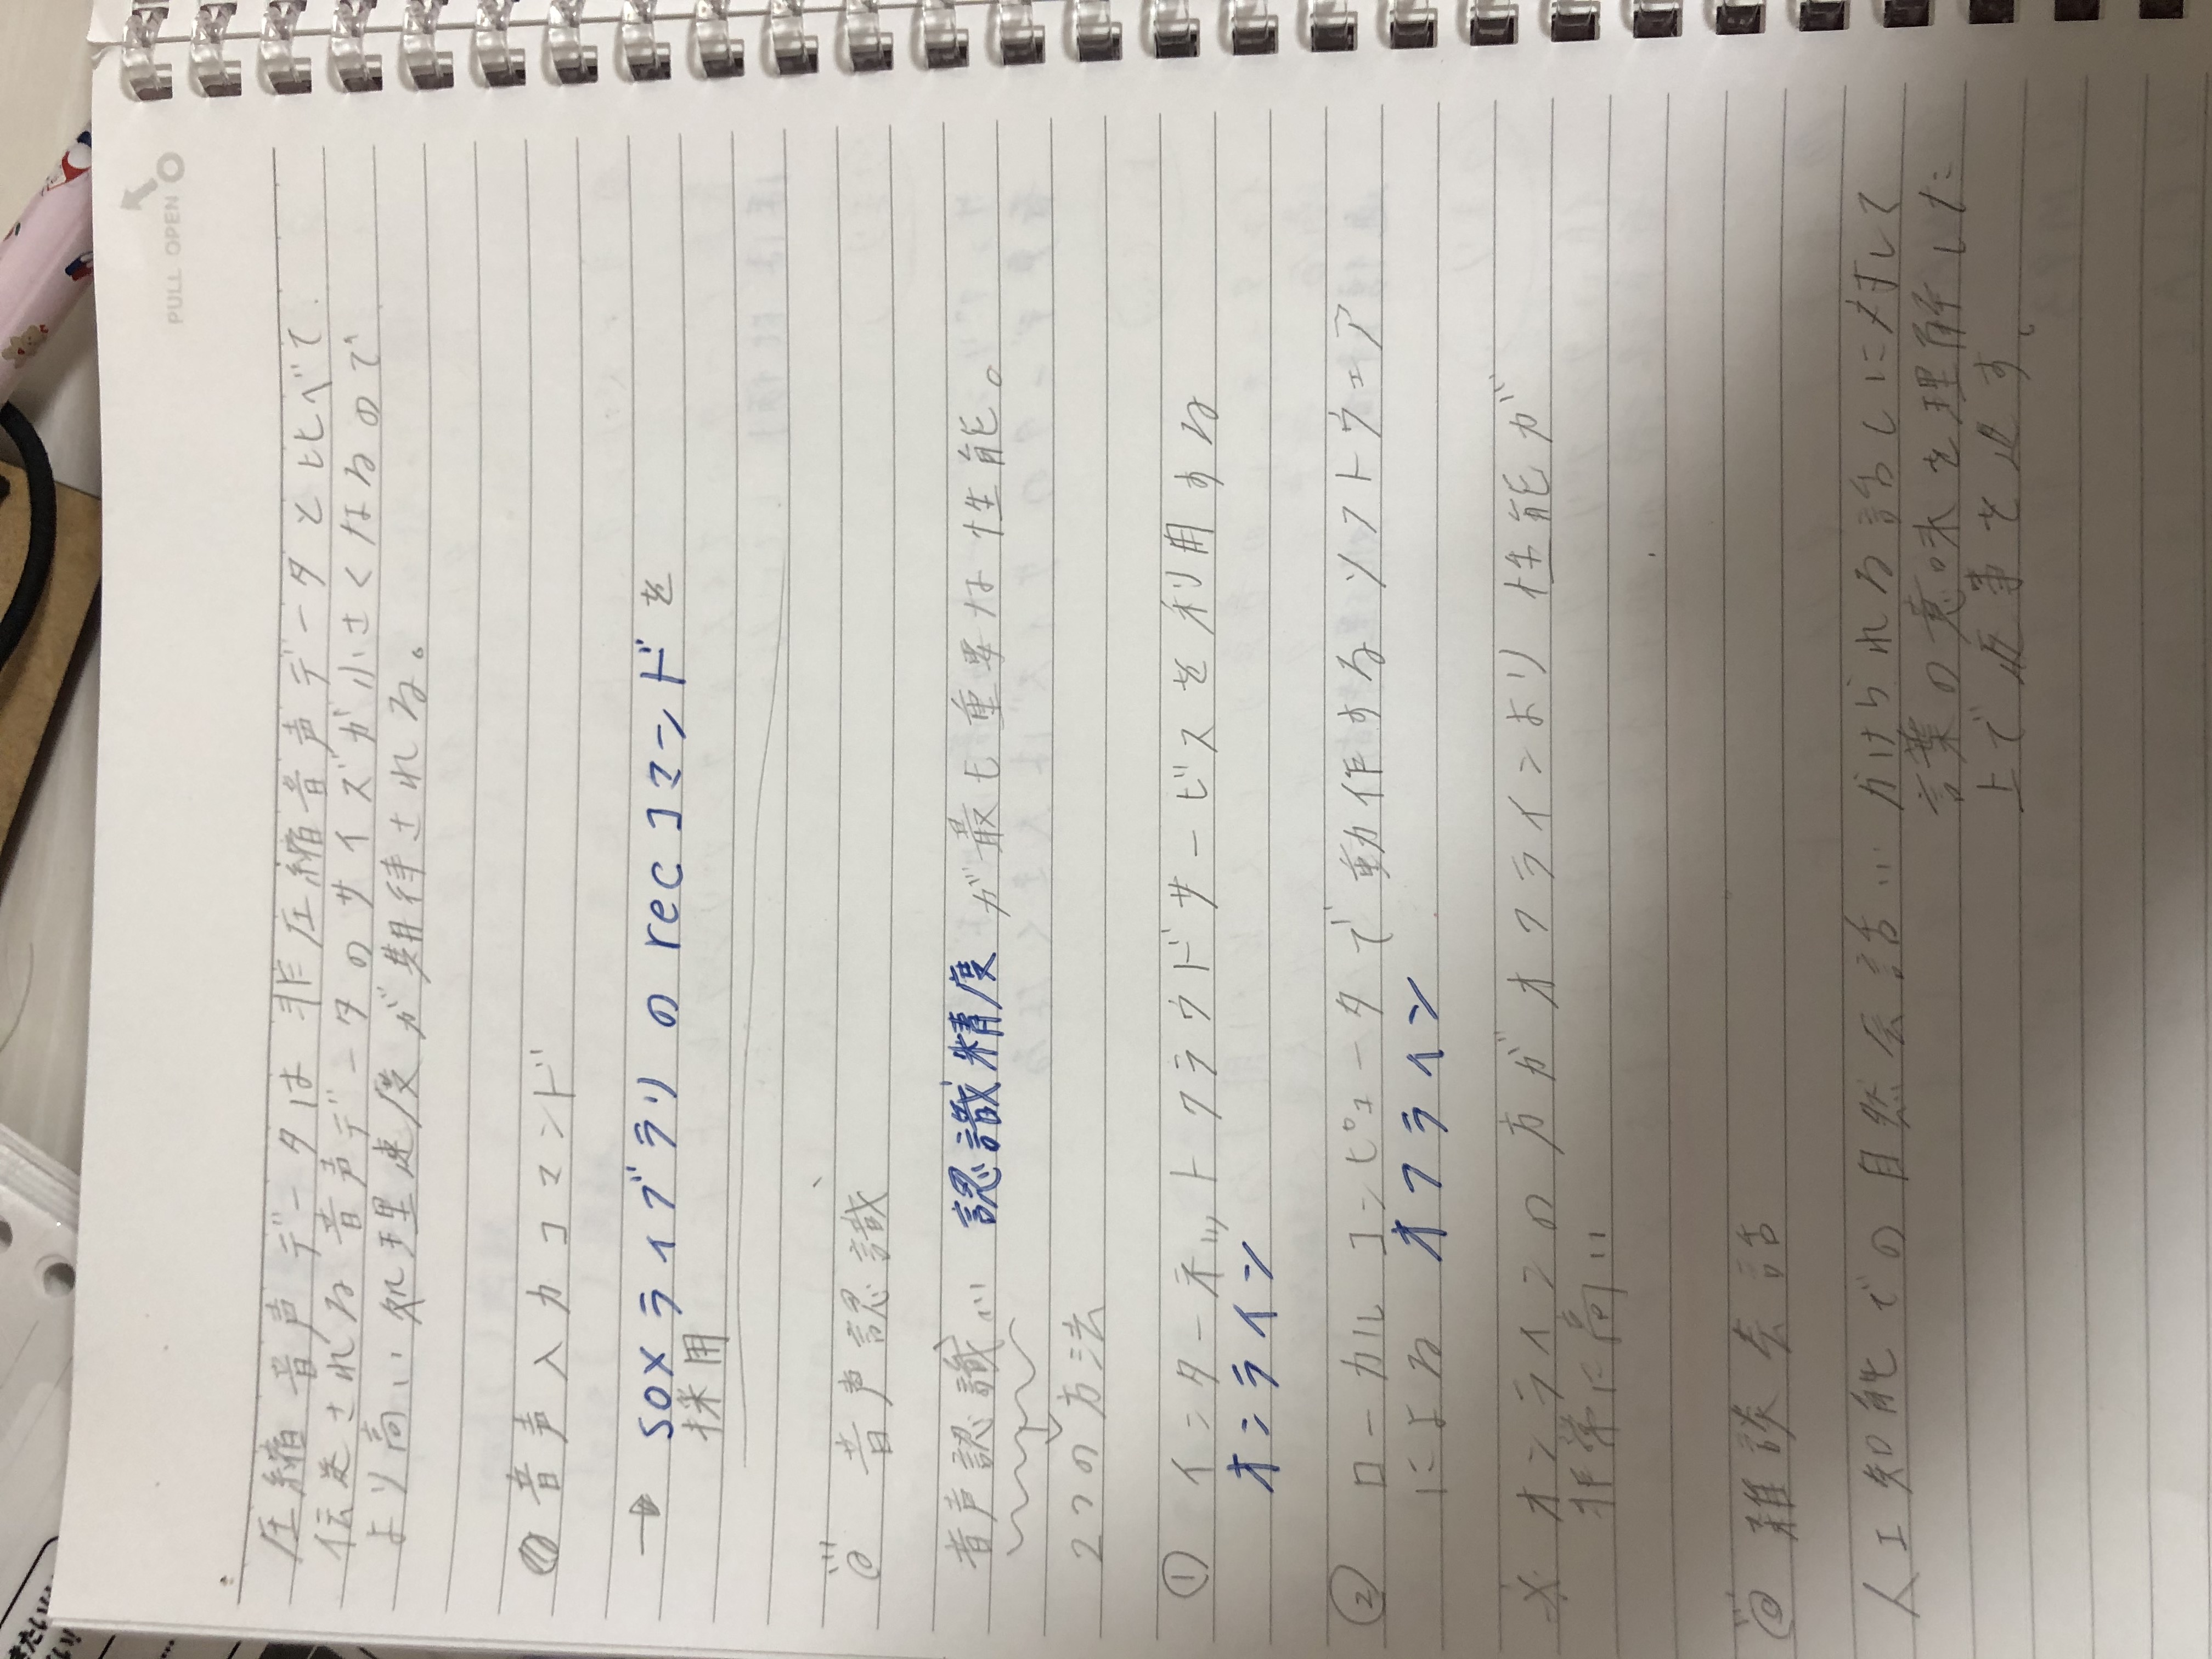 きたい
い!
PULL OPEN
圧縮音声データは非圧縮音声データと比べて
伝送される音声データのサイズが小さくなるので
より高い処理速度が期待される。
音声入力コマンド
→ soxライブラリのrecコマンドを
採用
◎ 音声認識
音声認識… 認識精度が最も重要な性能。
↓
2つの方法
① インターネットクラウドサービスを利用する
オンライン
② ローカルコンピュータで動作するソフトウェア
による オフライン
※ オンラインの方がオフラインより性能が
非常に高い
◎ 雑談会話
人工知能での自然会話… かけられる話しに対して
言葉の意味を理解した
上で返事を返す。